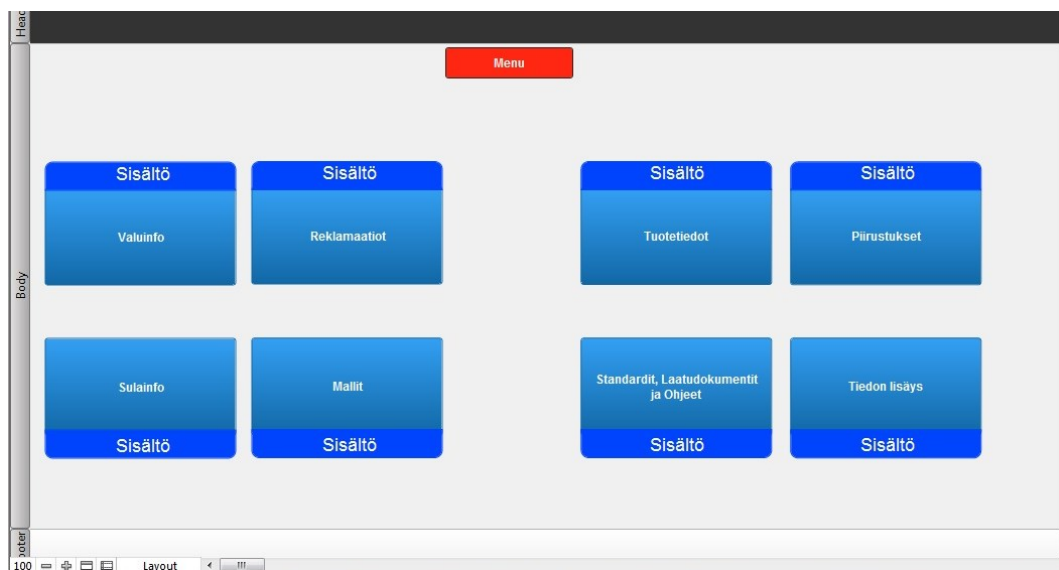 Head
Menu
Sisältö
Sisältö
Sisältö
Sisältö
Valuinfo
Reklamaatiot
Tuotetiedot
Piirustukset
Body
Sulainfo
Mallit
Standardit, Laatudokumentit
ja Ohjeet
Tiedon lisäys
Sisältö
Sisältö
Sisältö
Sisältö
ooter
100
Layout